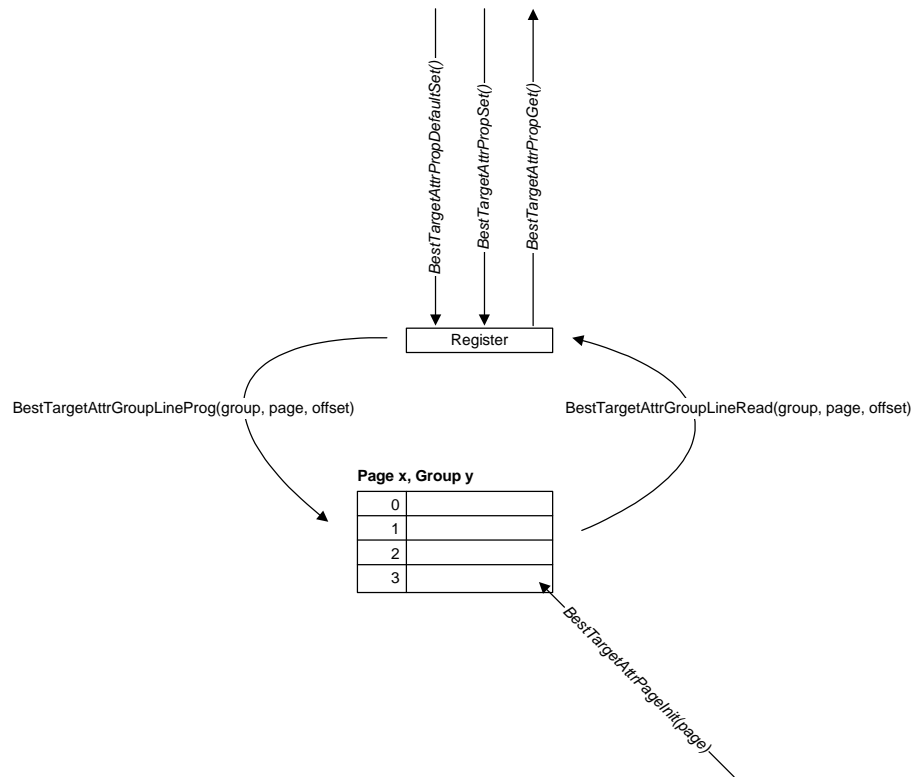 BestTargetAttrPropDefaultSet()
BestTargetAttrPropSet()
BestTargetAttrPropGet()
Register
BestTargetAttrGroupLineProg(group, page, offset)
BestTargetAttrGroupLineRead(group, page, offset)
Page x, Group y
0
1
2
3
BestTargetAttrPageInit(page)